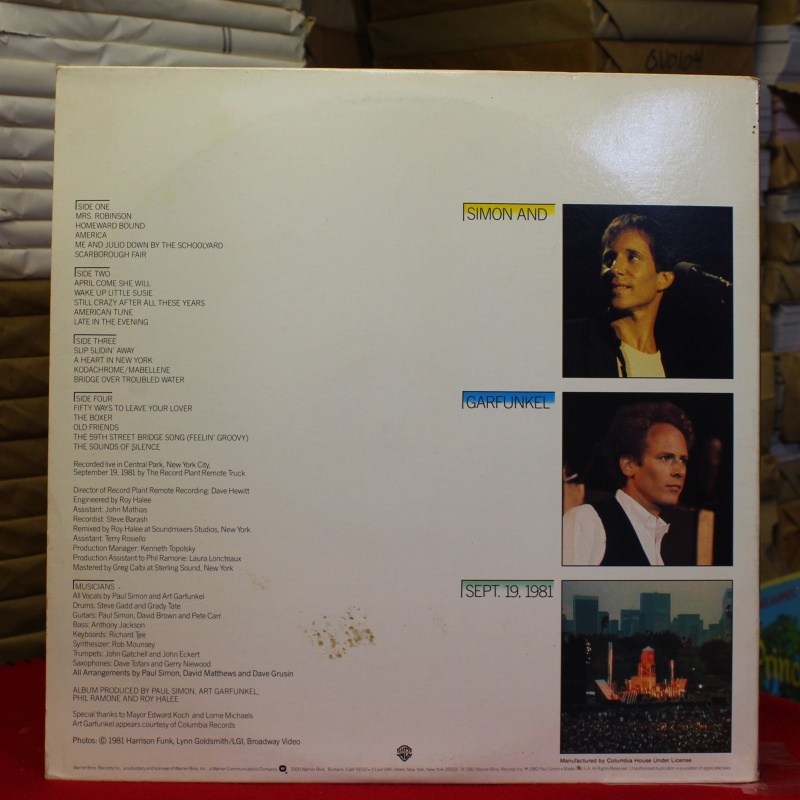 SIDE ONE
MRS. ROBINSON
HOMEWARD BOUND
AMERICA
ME AND JULIO DOWN BY THE SCHOOLYARD
SCARBOROUGH FAIR
SIDE TWO
APRIL COME SHE WILL
WAKE UP LITTLE SUSIE
STILL CRAZY AFTER ALL THESE YEARS
AMERICAN TUNE
LATE IN THE EVENING
SIDE THREE
SLIP SLIDIN' AWAY
A HEART IN NEW YORK
KODACHROME/MABELLENE
BRIDGE OVER TROUBLED WATER
SIDE FOUR
FIFTY WAYS TO LEAVE YOUR LOVER
THE BOXER
OLD FRIENDS
THE 59TH STREET BRIDGE SONG (FEELIN' GROOVY)
THE SOUNDS OF SILENCE
Recorded live in Central Park, New York City,
September 19, 1981 by The Record Plant Remote Truck
Director of Record Plant Remote Recording: Dave Hewitt
Engineered by Roy Halee
Assistant: John Mathias
Recordist: Steve Barash
Remixed by Roy Halee at Soundmixers Studios, New York
Assistant: Terry Rosiello
Production Manager: Kenneth Topolsky
Production Assistant to Phil Ramone: Laura Loncteaux
Mastered by Greg Calbi at Sterling Sound, New York
MUSICIANS
All Vocals by Paul Simon and Art Garfunkel
Drums: Steve Gadd and Grady Tate
Guitars: Paul Simon, David Brown and Pete Carr
Bass: Anthony Jackson
Keyboards: Richard Tee
Synthesizer: Rob Mounsey
Trumpets: John Gatchell and John Eckert
Saxophones: Dave Tofani and Gerry Niewood
All Arrangements by Paul Simon, David Matthews and Dave Grusin
ALBUM PRODUCED BY PAUL SIMON, ART GARFUNKEL,
PHIL RAMONE AND ROY HALEE
Special thanks to Mayor Edward Koch and Lorne Michaels
Art Garfunkel appears courtesy of Columbia Records
Photos: © 1981 Harrison Funk, Lynn Goldsmith/LGI, Broadway Video
SIMON AND
GARFUNKEL
SEPT. 19, 1981
Manufactured by Columbia House Under License